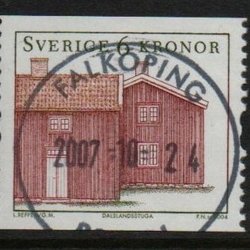 SVERIGE 6 KRONOR
FALKÖPING
2007-10-24
DALSLANDSSTUGA